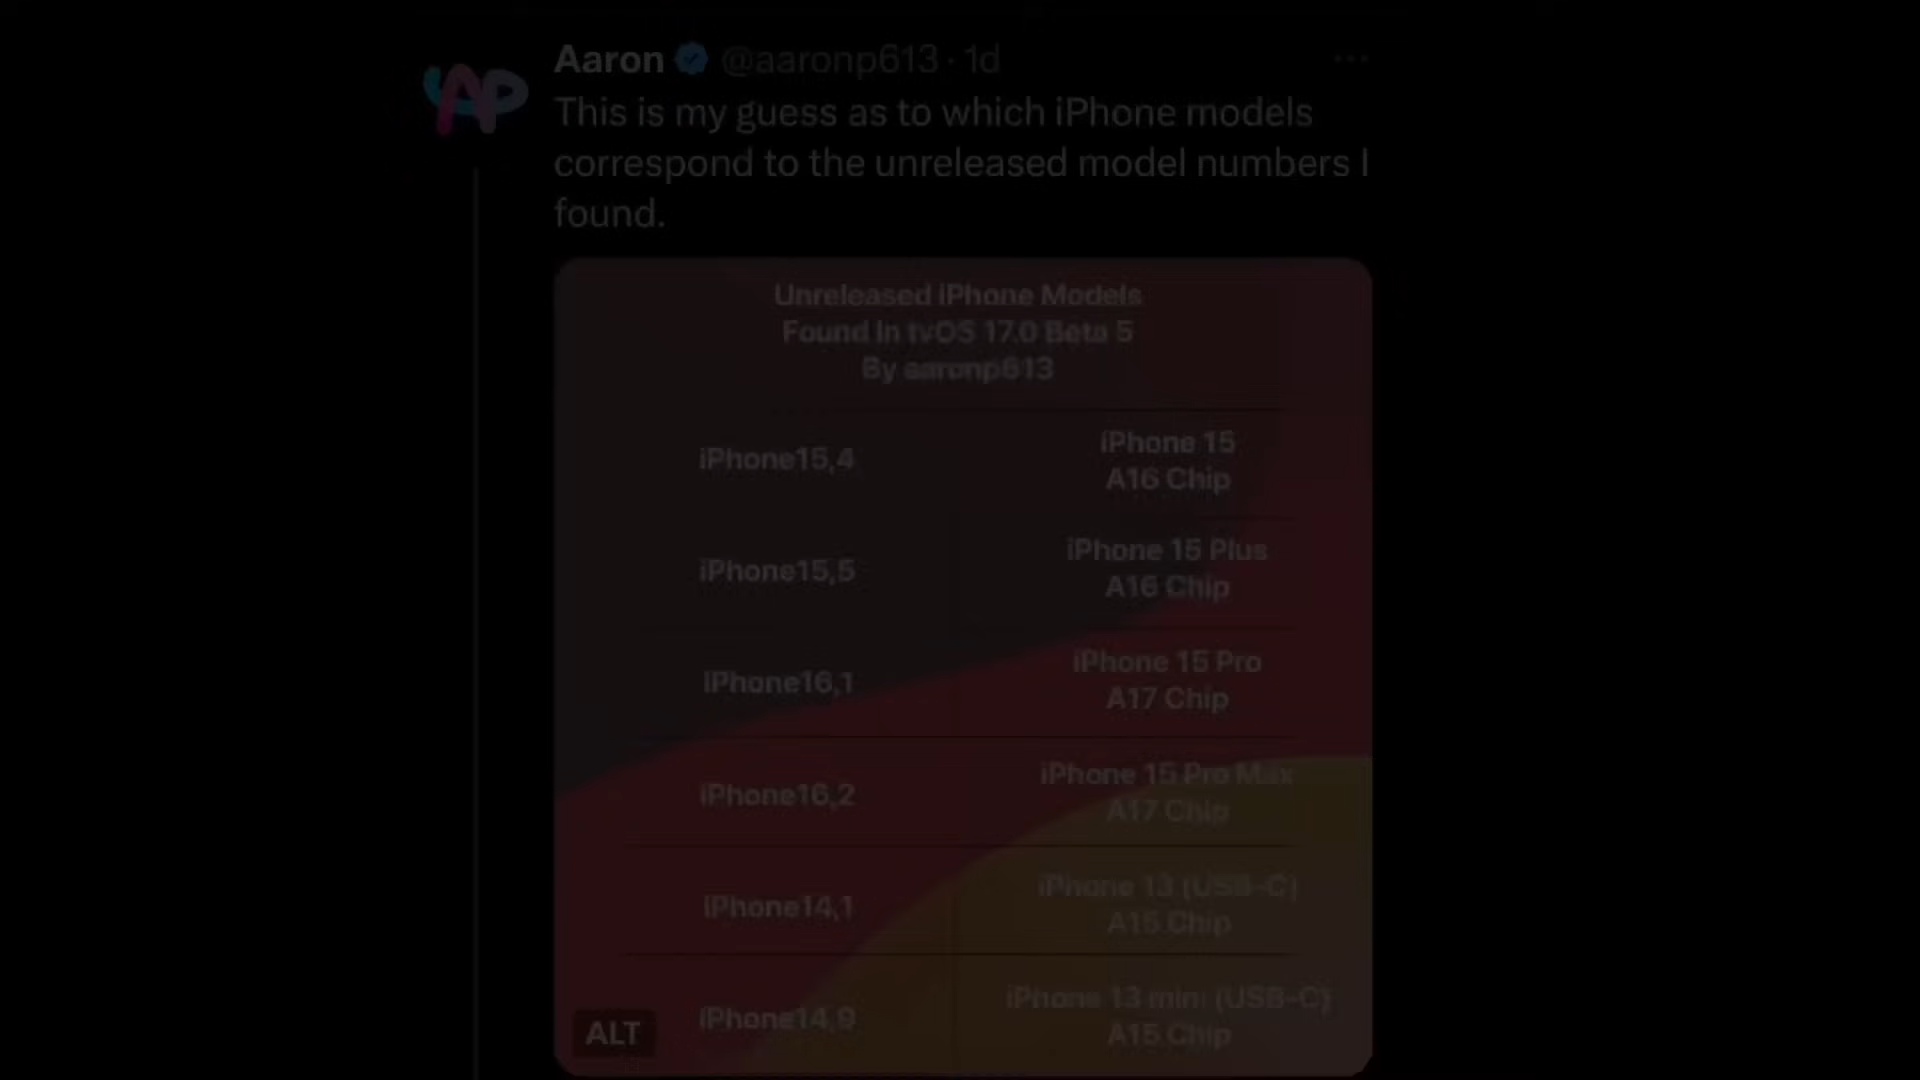 Aaron @aaronp613 · 1d
This is my guess as to which iPhone models
correspond to the unreleased model numbers I
found.
Unreleased iPhone Models
Found In tvOS 17.0 Beta 5
By aaronp613
iPhone15,4
iPhone 15
A16 Chip
iPhone15,5
iPhone 15 Plus
A16 Chip
iPhone16,1
iPhone 15 Pro
A17 Chip
iPhone16,2
iPhone 15 Pro Max
A17 Chip
iPhone14,1
iPhone 13 (USB-C)
A15 Chip
iPhone14,9
iPhone 13 mini (USB-C)
A15 Chip
ALT